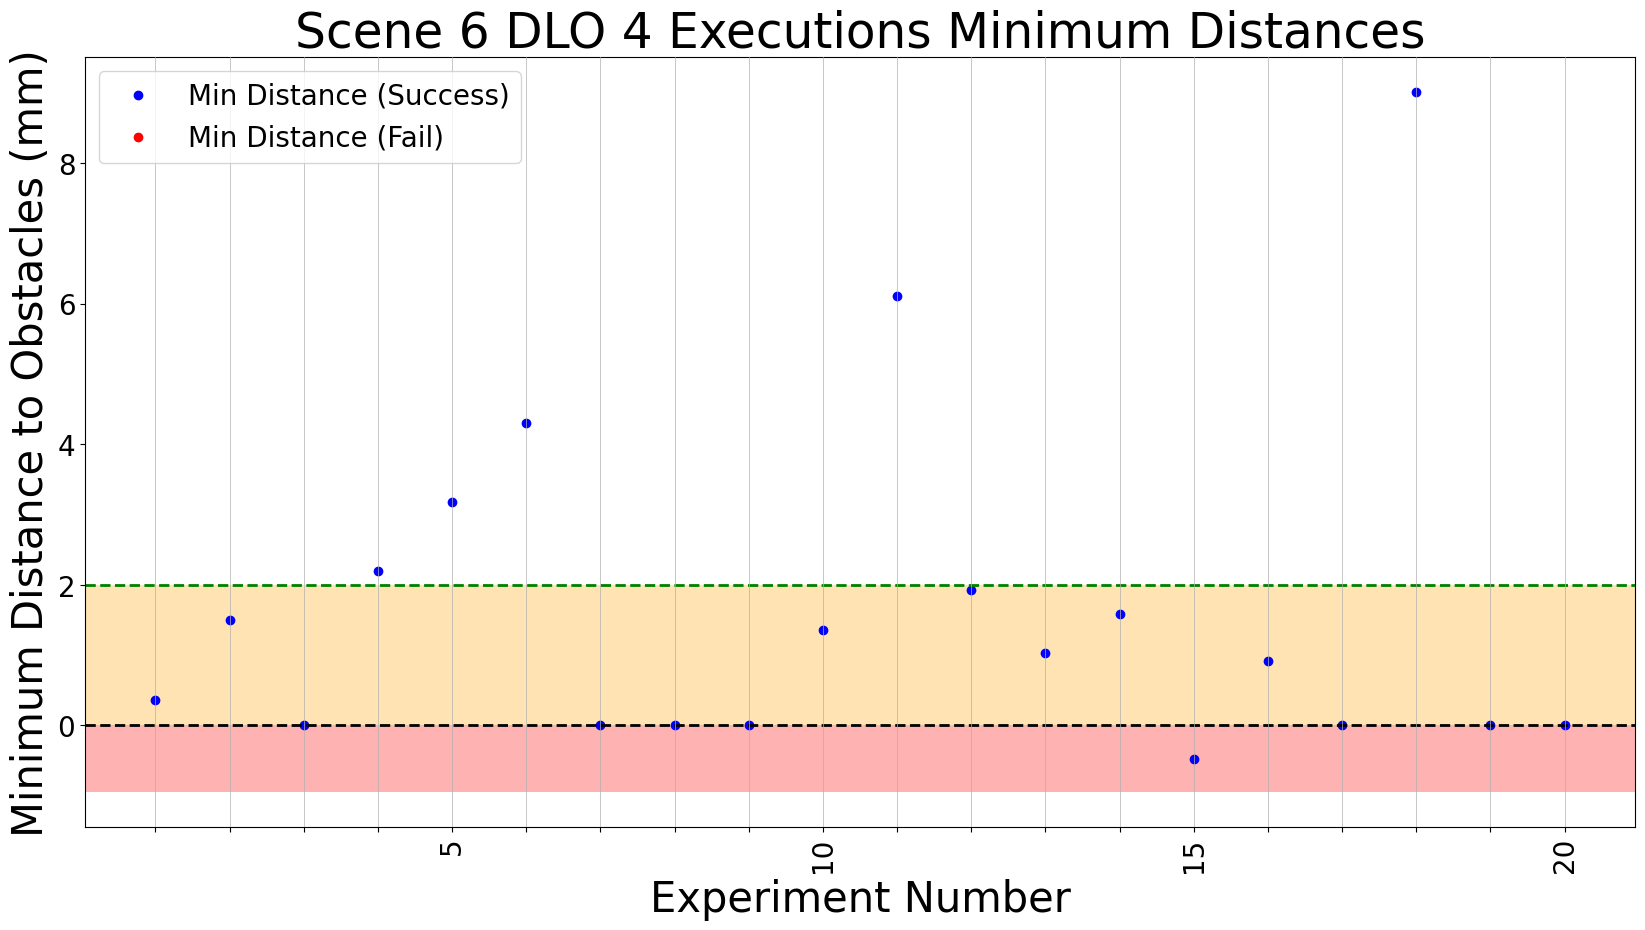 Scene 6 DLO 4 Executions Minimum Distances
Min Distance (Success)
Min Distance (Fail)
Minimum Distance to Obstacles (mm)
8
6
4
2
0
5
10
15
20
Experiment Number